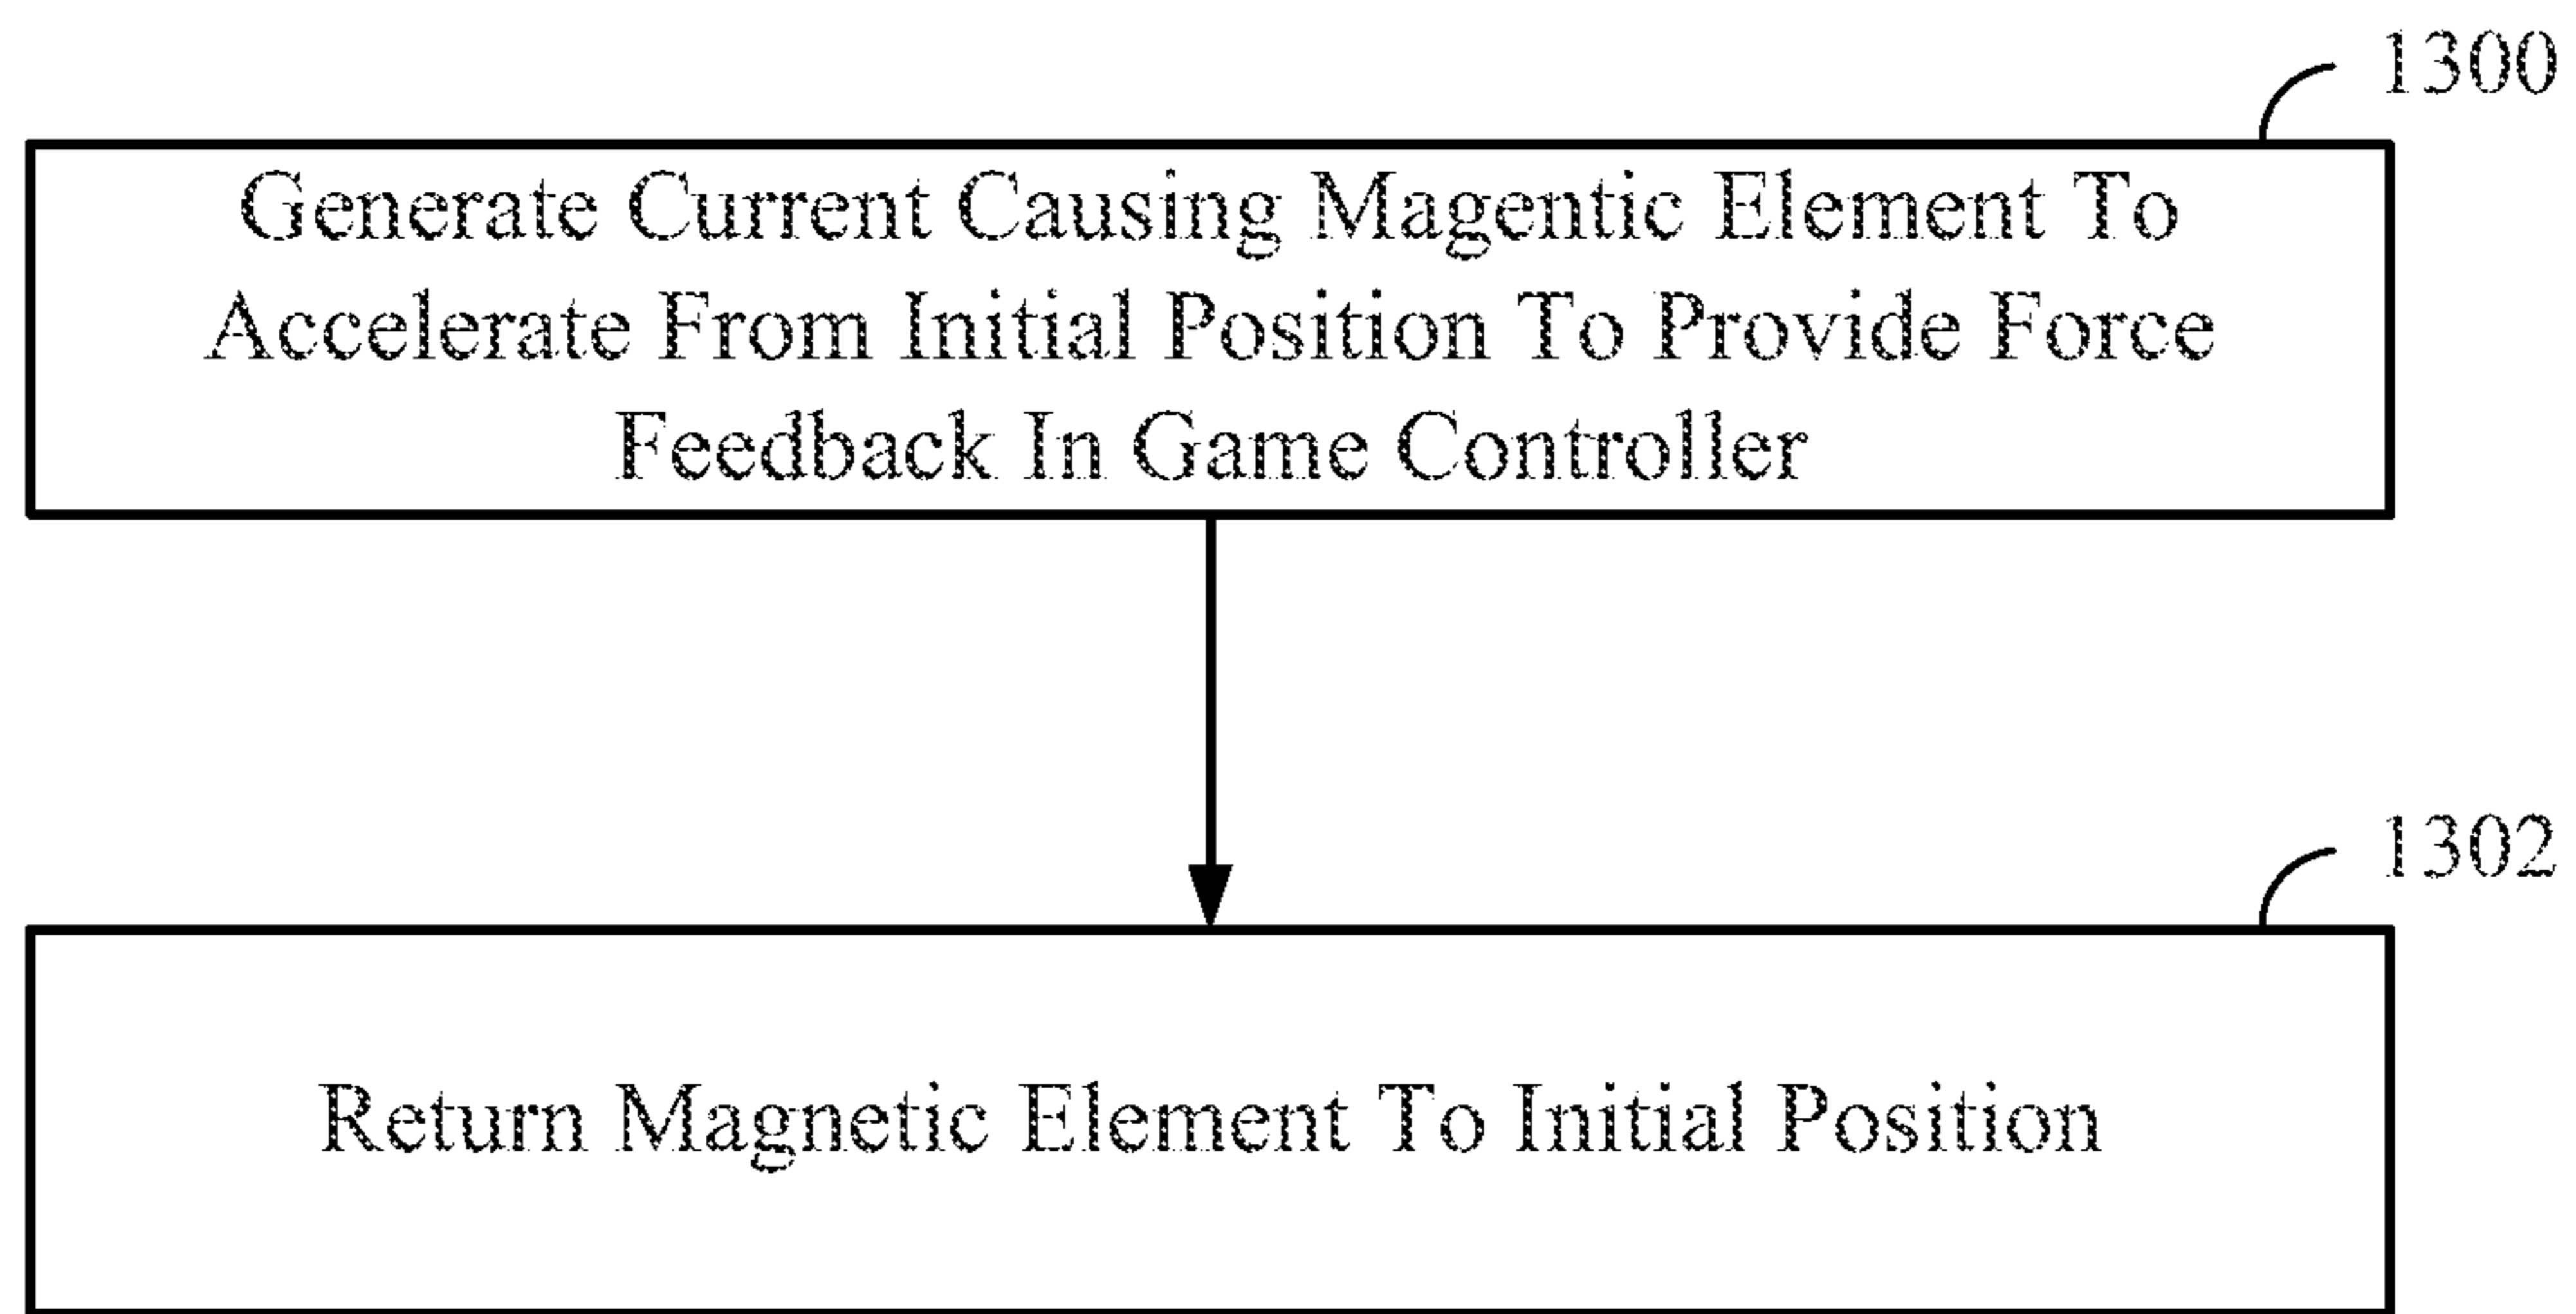 1300
Generate Current Causing Magentic Element To
Accelerate From Initial Position To Provide Force
Feedback In Game Controller
1302
Return Magnetic Element To Initial Position